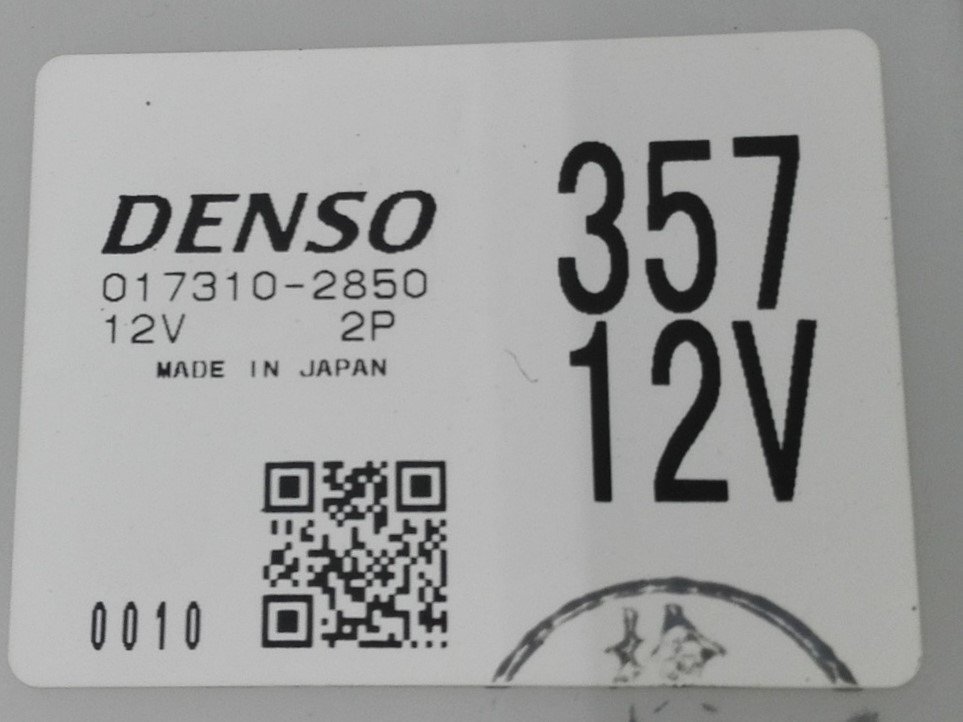 DENSO
017310-2850
12V 2P
MADE IN JAPAN
357
12V
0010